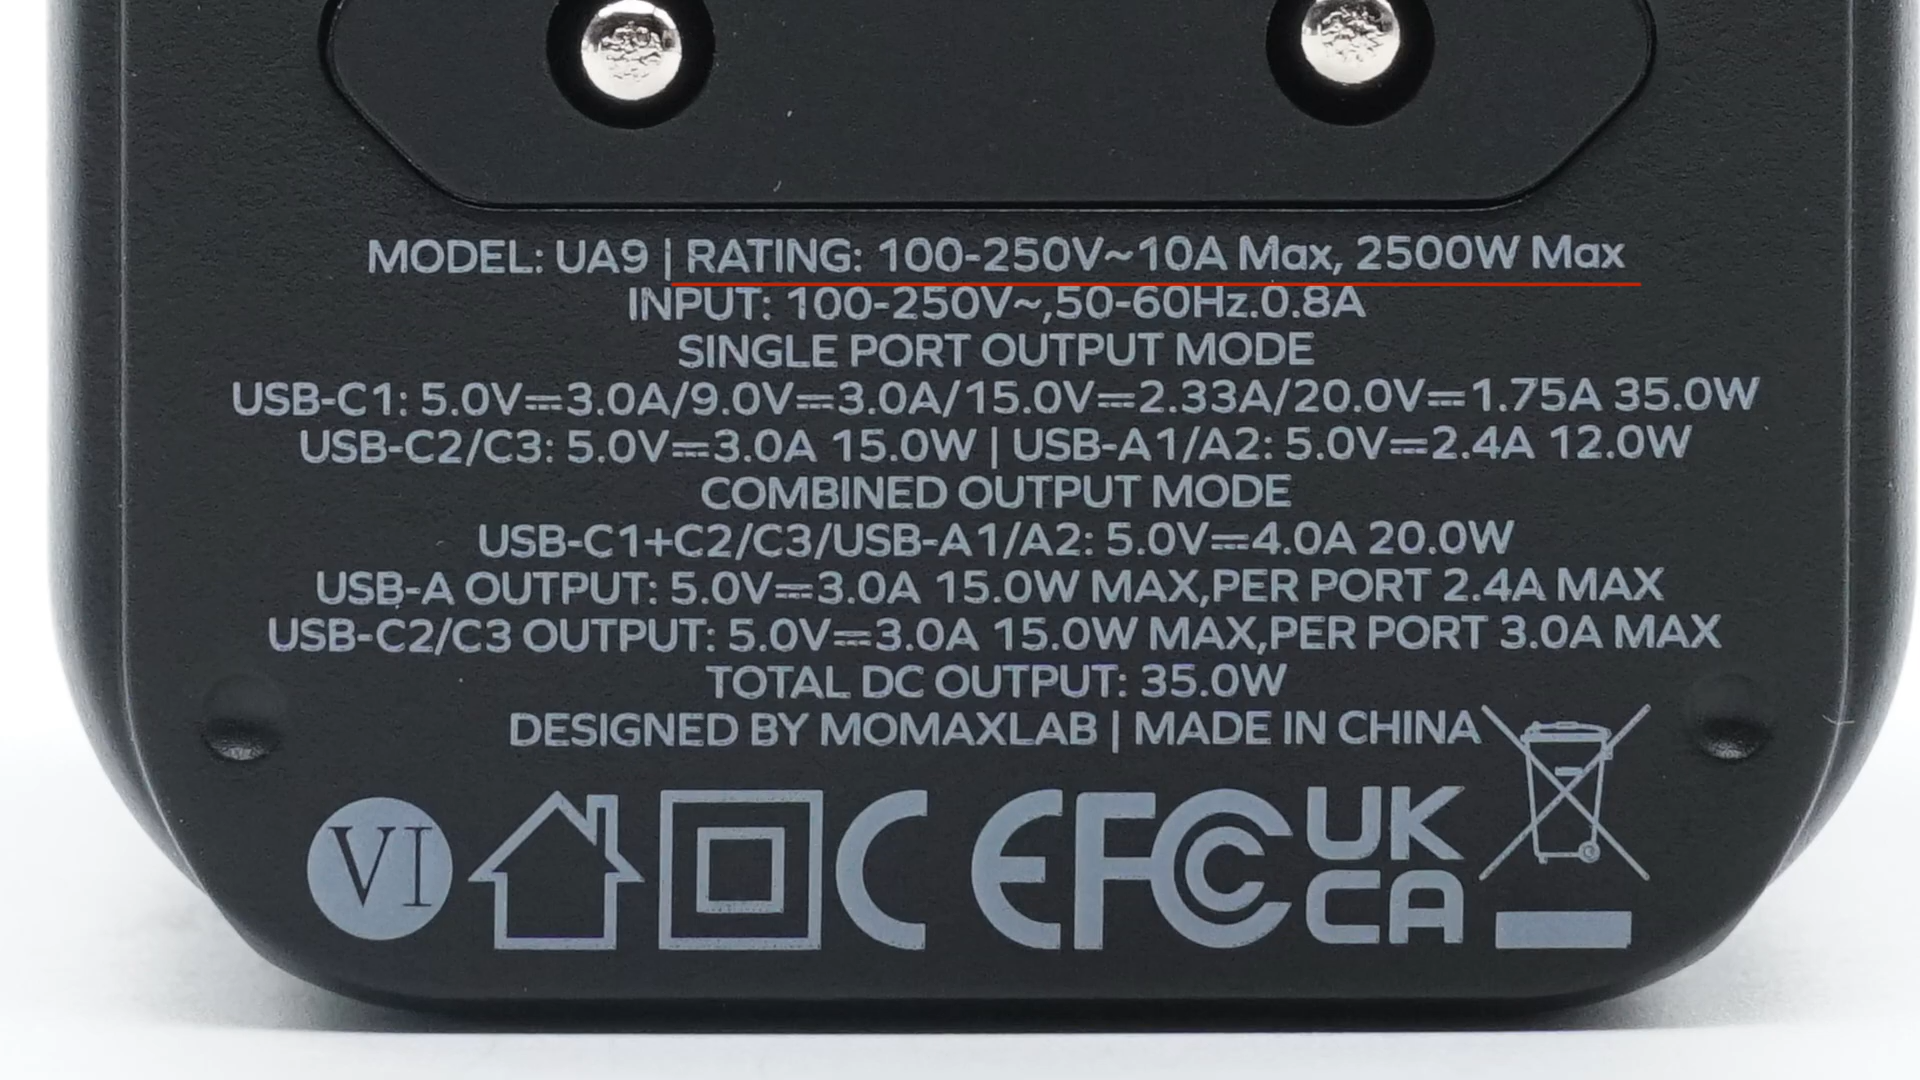 MODEL: UA9 | RATING: 100-250V~10A Max, 2500W Max
INPUT: 100-250V~,50-60Hz.0.8A
SINGLE PORT OUTPUT MODE
USB-C1: 5.0V⎓3.0A/9.0V⎓3.0A/15.0V⎓2.33A/20.0V⎓1.75A 35.0W
USB-C2/C3: 5.0V⎓3.0A 15.0W | USB-A1/A2: 5.0V⎓2.4A 12.0W
COMBINED OUTPUT MODE
USB-C1+C2/C3/USB-A1/A2: 5.0V⎓4.0A 20.0W
USB-A OUTPUT: 5.0V⎓3.0A 15.0W MAX,PER PORT 2.4A MAX
USB-C2/C3 OUTPUT: 5.0V⎓3.0A 15.0W MAX,PER PORT 3.0A MAX
TOTAL DC OUTPUT: 35.0W
DESIGNED BY MOMAXLAB | MADE IN CHINA
VI CE FC UK CA